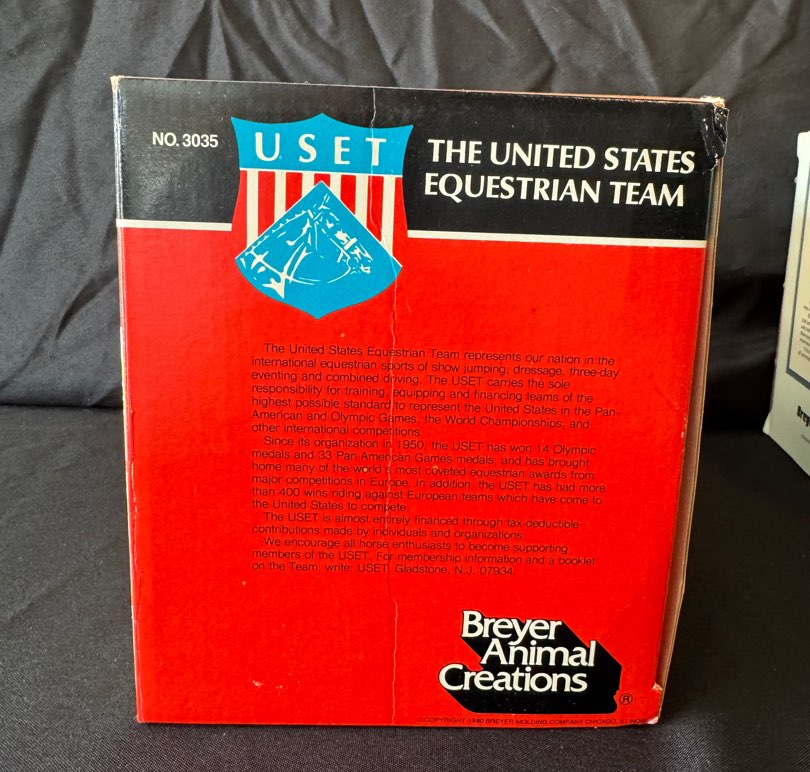 NO. 3035
USET
THE UNITED STATES
EQUESTRIAN TEAM
The United States Equestrian Team represents our nation in the
international equestrian sports of show jumping, dressage, three-day
eventing and combined driving. The USET carries the sole
responsibility for training, equipping and financing teams of the
highest possible standard to represent the United States in the Pan-
American and Olympic Games, the World Championships, and
other international competitions.
Since its organization in 1950, the USET has won 14 Olympic
medals and 33 Pan-American Games medals, and has brought
home many of the world's most coveted equestrian awards from
major competitions in Europe. In addition, the USET has had more
than 400 wins riding against European teams which have come to
the United States to compete.
The USET is almost entirely financed through tax-deductible
contributions made by individuals and organizations.
We encourage all horse enthusiasts to become supporting
members of the USET. For membership information and a booklet
on the Team, write: USET, Gladstone, N.J. 07934.
Breyer
Animal
Creations
®
©COPYRIGHT 1980 BREYER MOLDING COMPANY CHICAGO, ILLINOIS